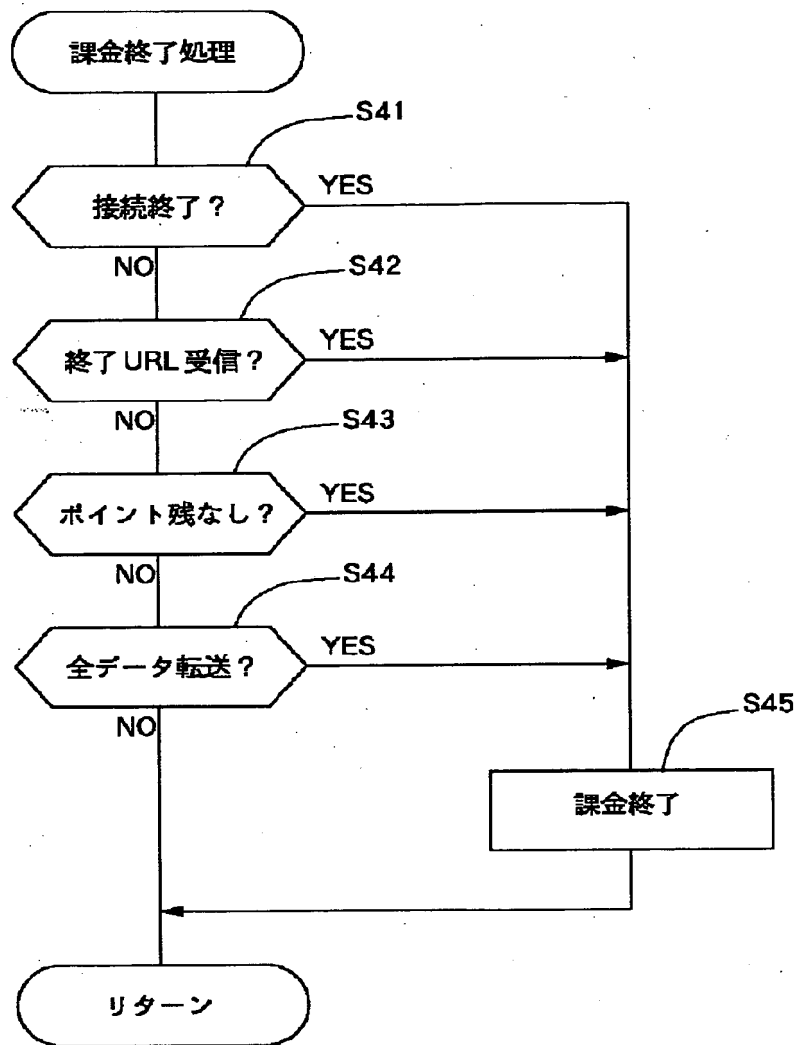 課金終了処理
S41
接続終了？
YES
NO
S42
終了URL受信？
YES
NO
S43
ポイント残なし？
YES
NO
S44
全データ転送？
YES
NO
S45
課金終了
リターン